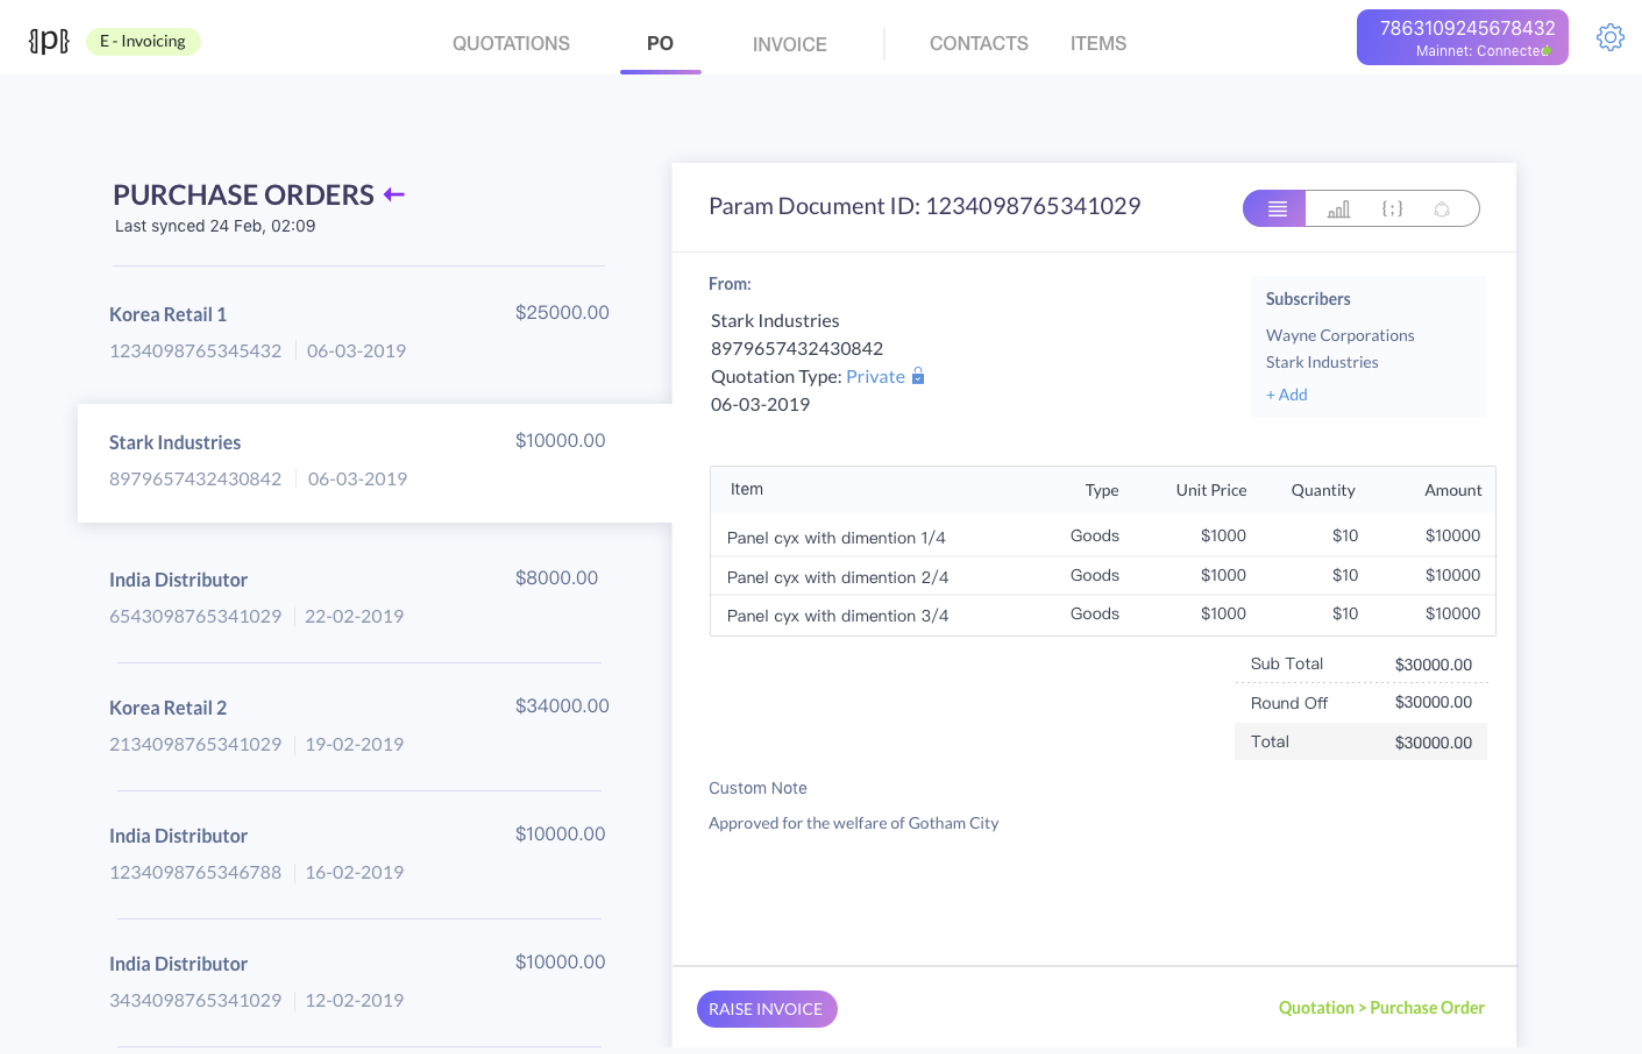 {[p]}
E - Invoicing
QUOTATIONS
PO
INVOICE
CONTACTS
ITEMS
7863109245678432
Mainnet: Connected
PURCHASE ORDERS
Last synced 24 Feb, 02:09
Korea Retail 1
$25000.00
1234098765345432
06-03-2019
Stark Industries
$10000.00
8979657432430842
06-03-2019
India Distributor
$8000.00
6543098765341029
22-02-2019
Korea Retail 2
$34000.00
2134098765341029
19-02-2019
India Distributor
$10000.00
1234098765346788
16-02-2019
India Distributor
$10000.00
3434098765341029
12-02-2019
Param Document ID: 1234098765341029
{;}
From:
Stark Industries
8979657432430842
Quotation Type: Private
06-03-2019
Subscribers
Wayne Corporations
Stark Industries
+ Add
Item Type Unit Price Quantity Amount
Panel cyx with dimention 1/4 Goods $1000 $10 $10000
Panel cyx with dimention 2/4 Goods $1000 $10 $10000
Panel cyx with dimention 3/4 Goods $1000 $10 $10000
Sub Total $30000.00
Round Off $30000.00
Total $30000.00
Custom Note
Approved for the welfare of Gotham City
RAISE INVOICE
Quotation > Purchase Order